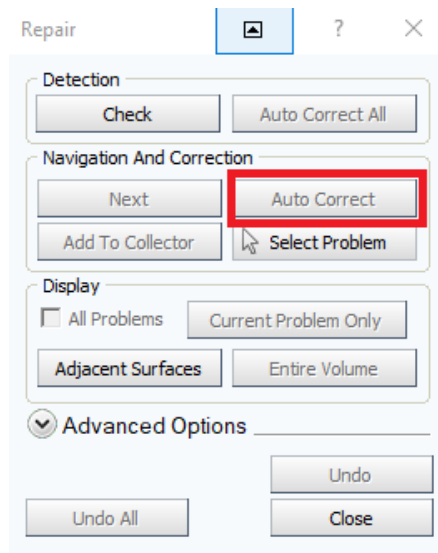 Repair ?
Detection
Check Auto Correct All
Navigation And Correction
Next Auto Correct
Add To Collector Select Problem
Display
All Problems Current Problem Only
Adjacent Surfaces Entire Volume
Advanced Options
Undo
Undo All Close